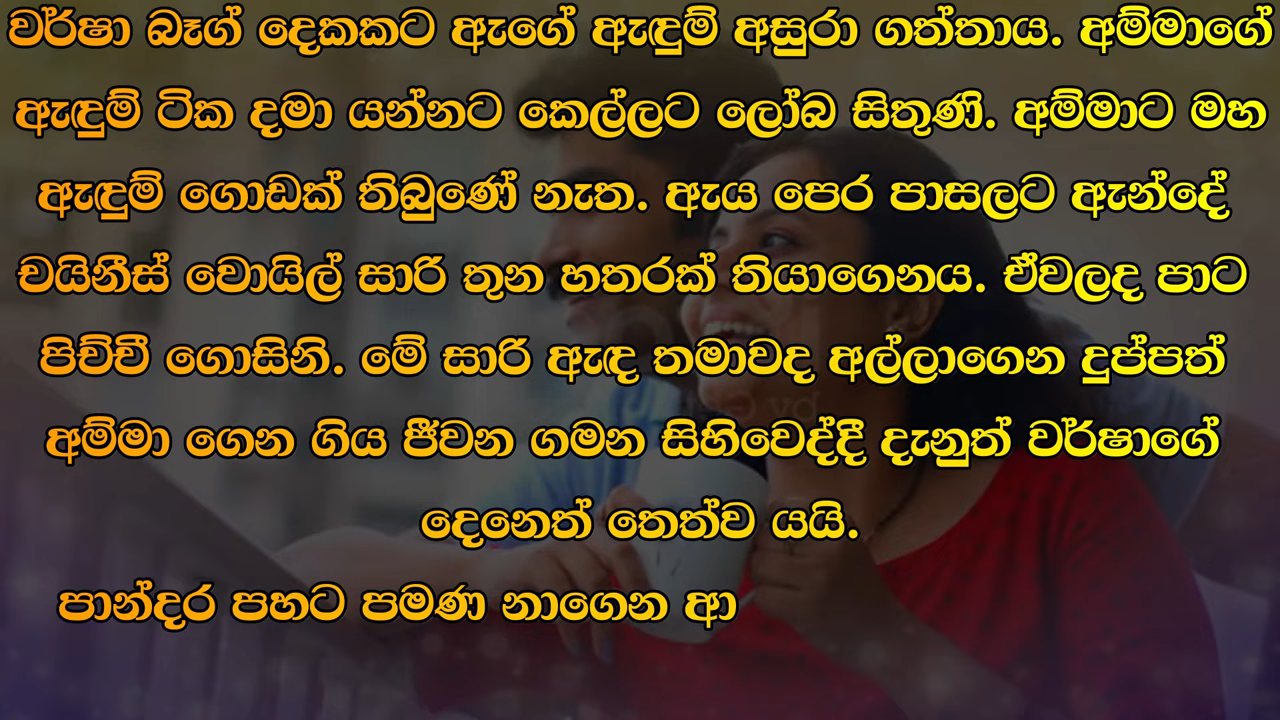 වර්ෂා බෑග් දෙකකට ඇගේ ඇඳුම් අසුරා ගත්තාය. අම්මාගේ
ඇඳුම් ටික දමා යන්නට කෙල්ලට ලෝබ සිතුණි. අම්මාට මහ
ඇඳුම් ගොඩක් තිබුණේ නැත. ඇය පෙර පාසලට ඇන්දේ
චයිනීස් වොයිල් සාරි තුන හතරක් තියාගෙනය. ඒවලද පාට
පිච්චී ගොසිනි. මේ සාරි ඇඳ තමාවද අල්ලාගෙන දුප්පත්
අම්මා ගෙන ගිය ජීවන ගමන සිහිවෙද්දී දැනුත් වර්ෂාගේ
දෙනෙත් තෙත්ව යයි.
පාන්දර පහට පමණ නාගෙන ආ